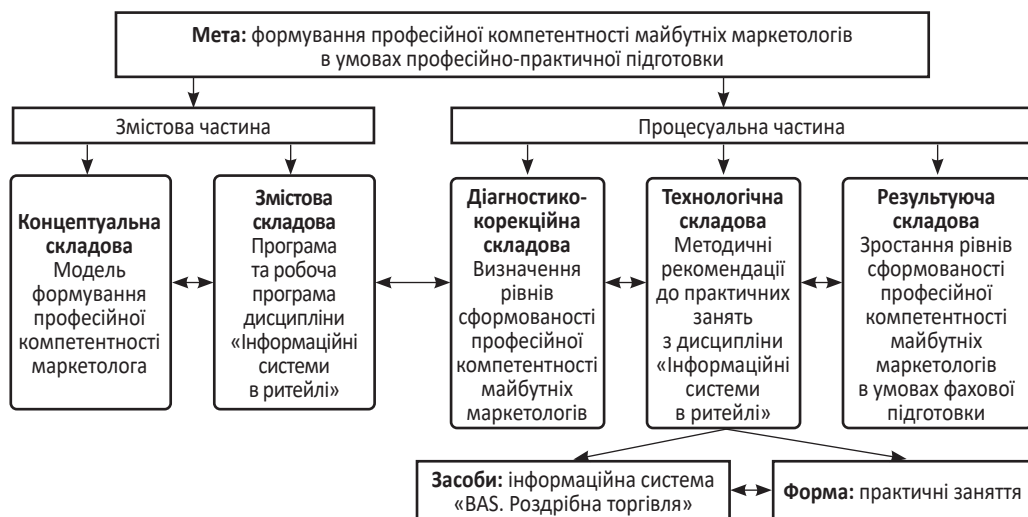 Мета: формування професійної компетентності майбутніх маркетологів
в умовах професійно-практичної підготовки
Змістова частина
Процесуальна частина
Концептуальна
складова
Модель
формування
професійної
компетентності
маркетолога
Змістова
складова
Програма
та робоча
програма
дисципліни
«Інформаційні
системи
в ритейлі»
Діагностико-
корекційна
складова
Визначення
рівнів
сформованості
професійної
компетентності
майбутніх
маркетологів
Технологічна
складова
Методичні
рекомендації
до практичних
занять
з дисципліни
«Інформаційні
системи
в ритейлі»
Результуюча
складова
Зростання рівнів
сформованості
професійної
компетентності
майбутніх
маркетологів
в умовах фахової
підготовки
Засоби: інформаційна система
«BAS. Роздрібна торгівля»
Форма: практичні заняття